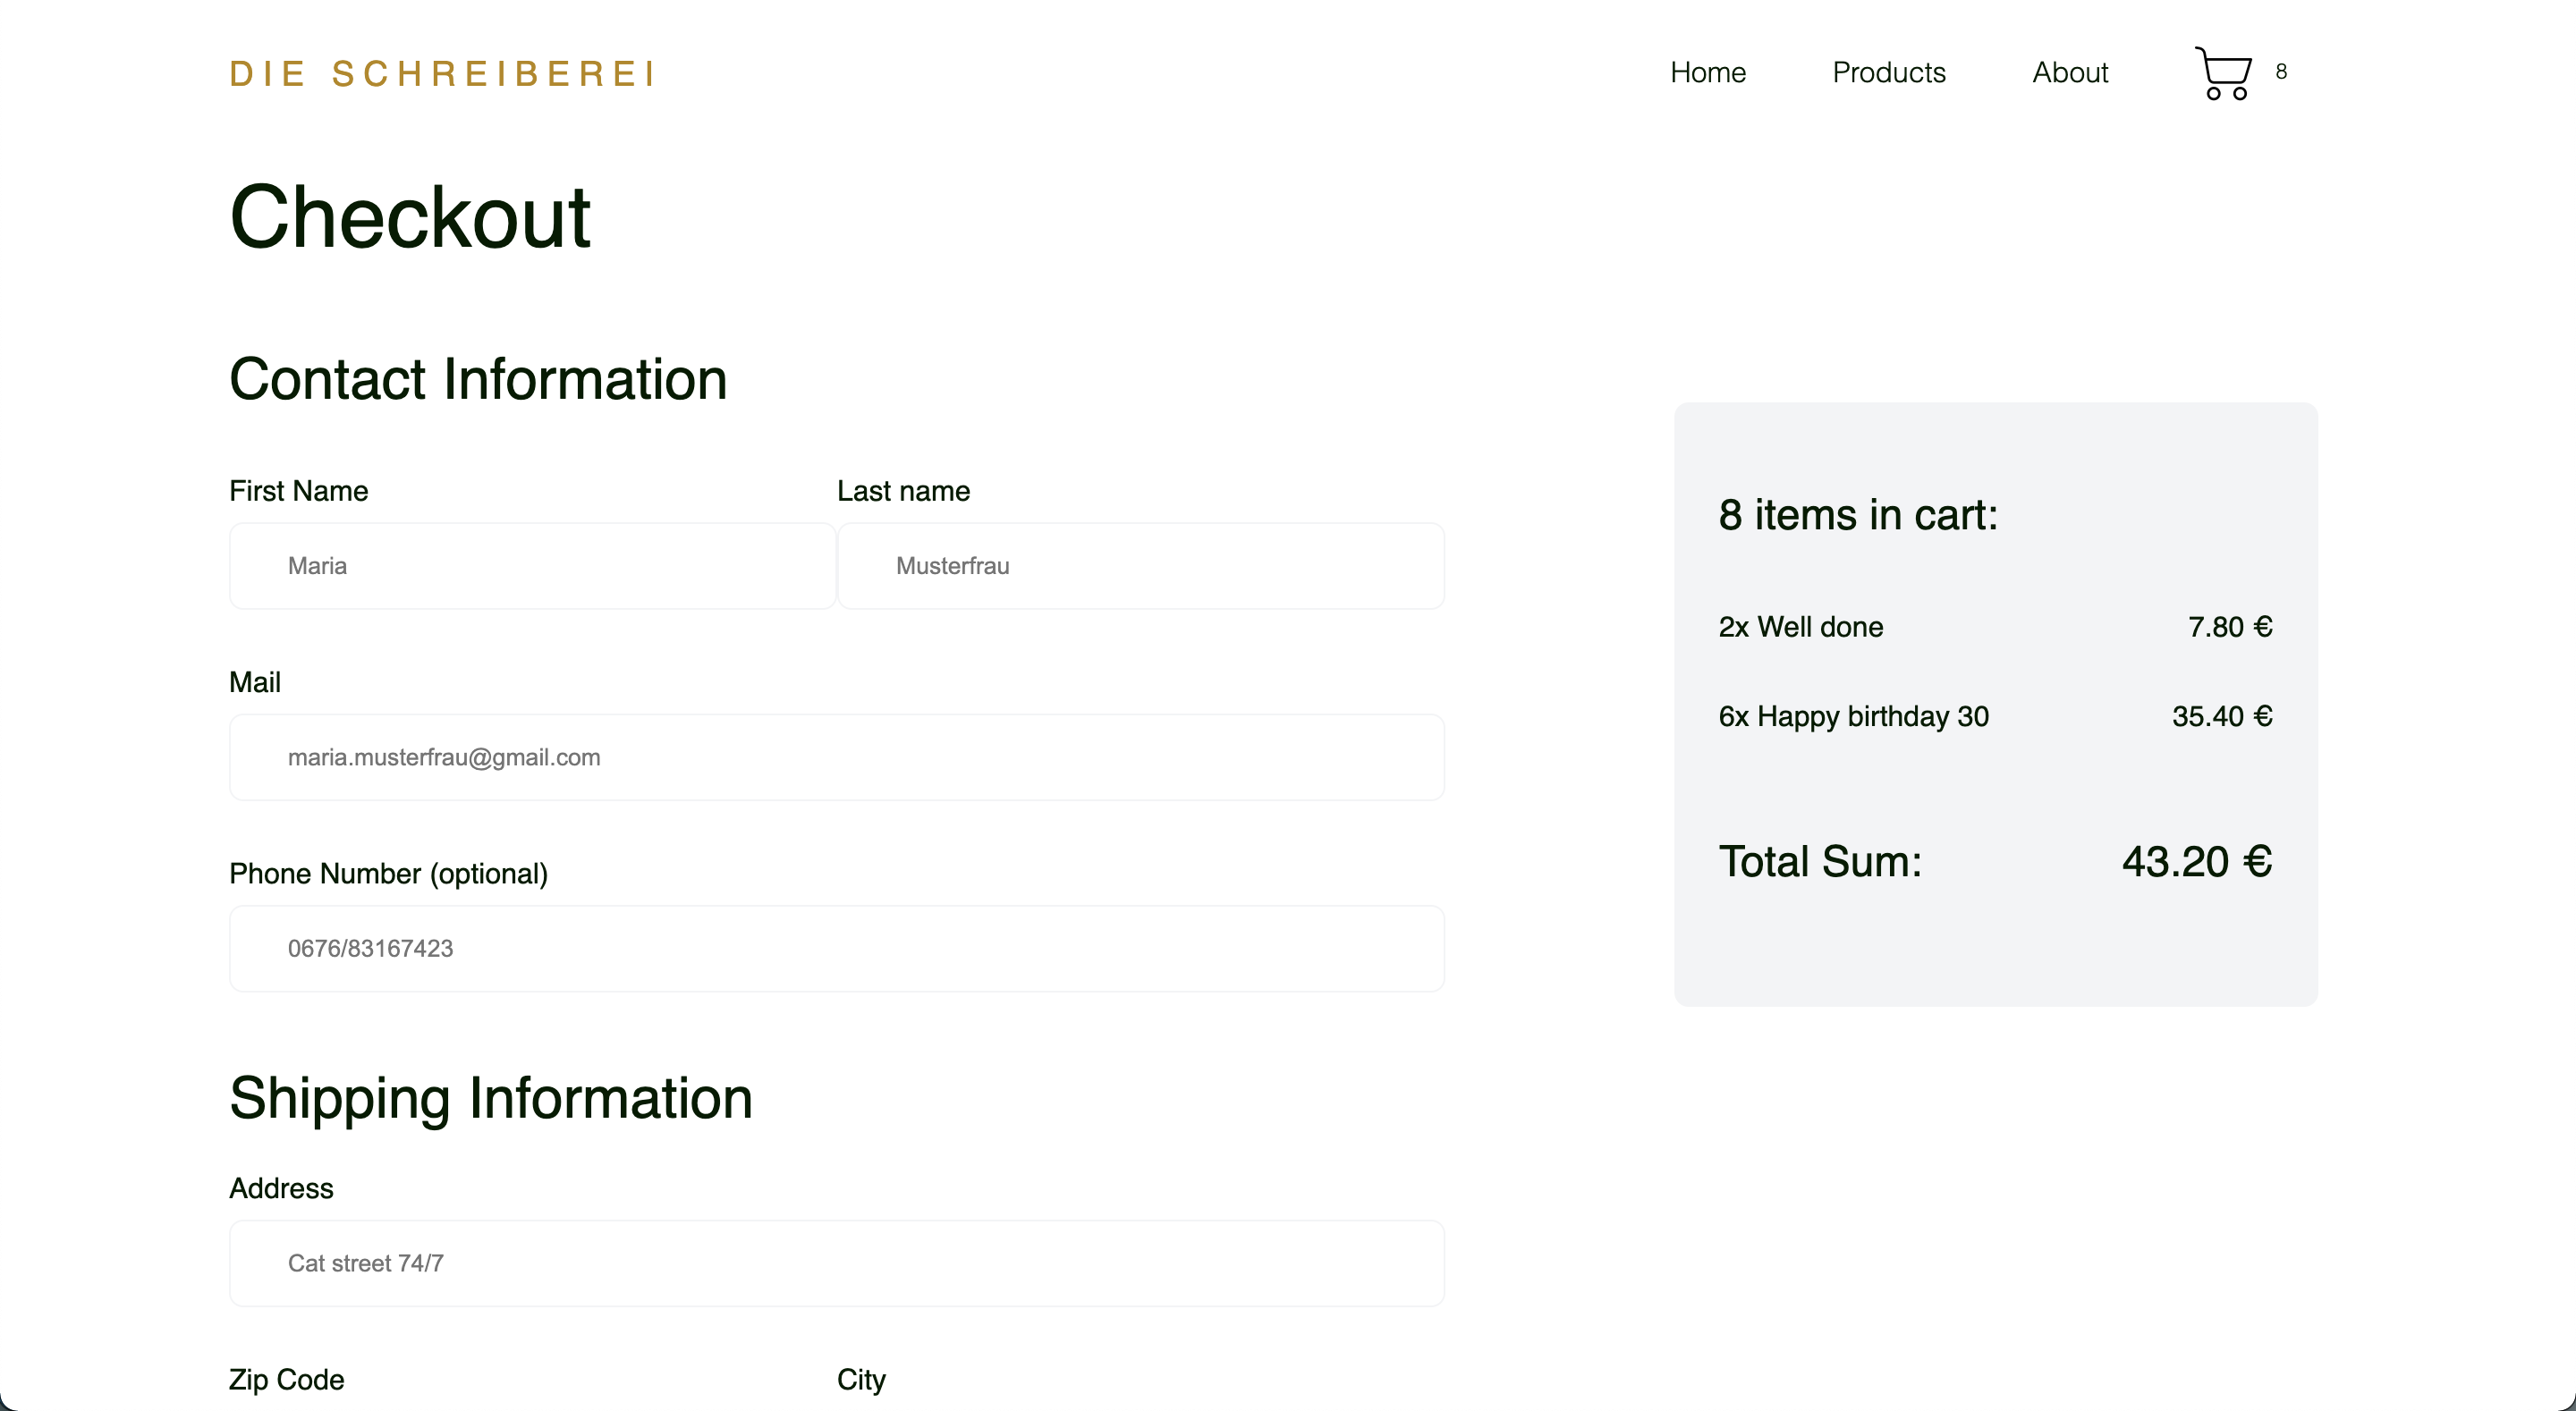 DIE SCHREIBEREI
Home Products About 8
Checkout
Contact Information
First Name Last name
Maria Musterfrau
Mail
maria.musterfrau@gmail.com
Phone Number (optional)
0676/83167423
Shipping Information
Address
Cat street 74/7
Zip Code City
8 items in cart:
2x Well done 7.80 €
6x Happy birthday 30 35.40 €
Total Sum: 43.20 €